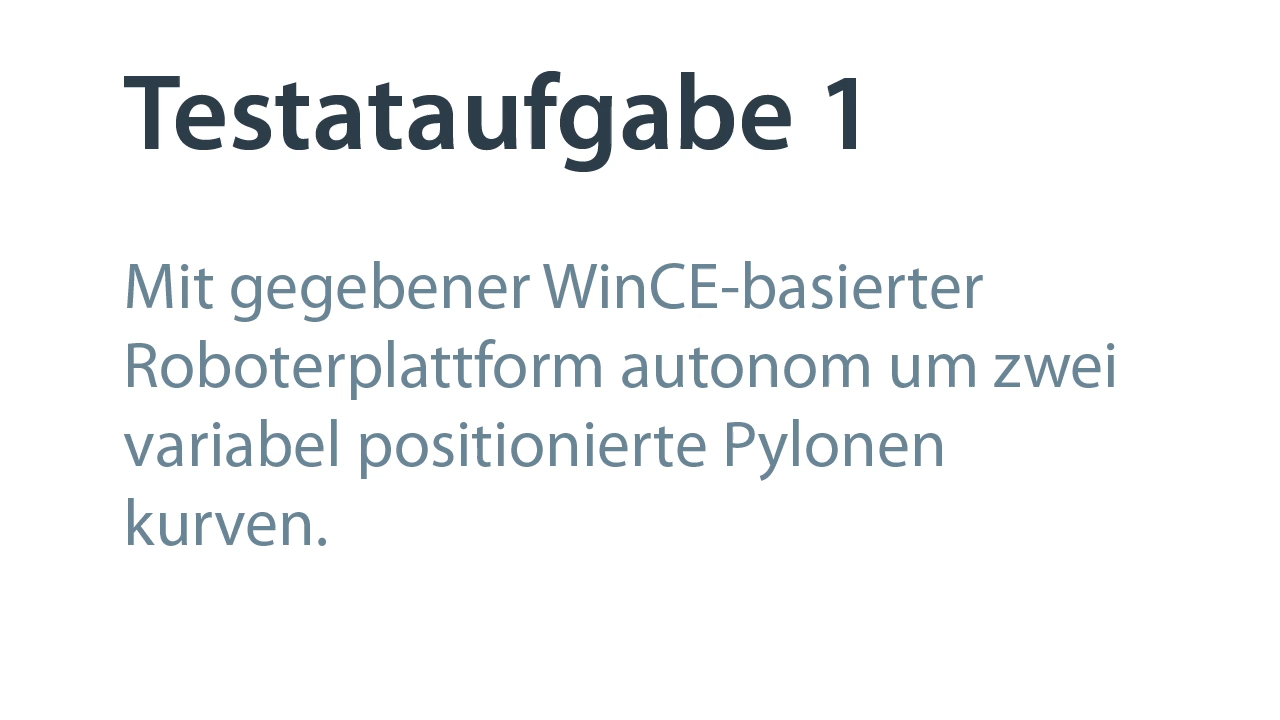 Testataufgabe 1
Mit gegebener WinCE-basierter
Roboterplattform autonom um zwei
variabel positionierte Pylonen
kurven.